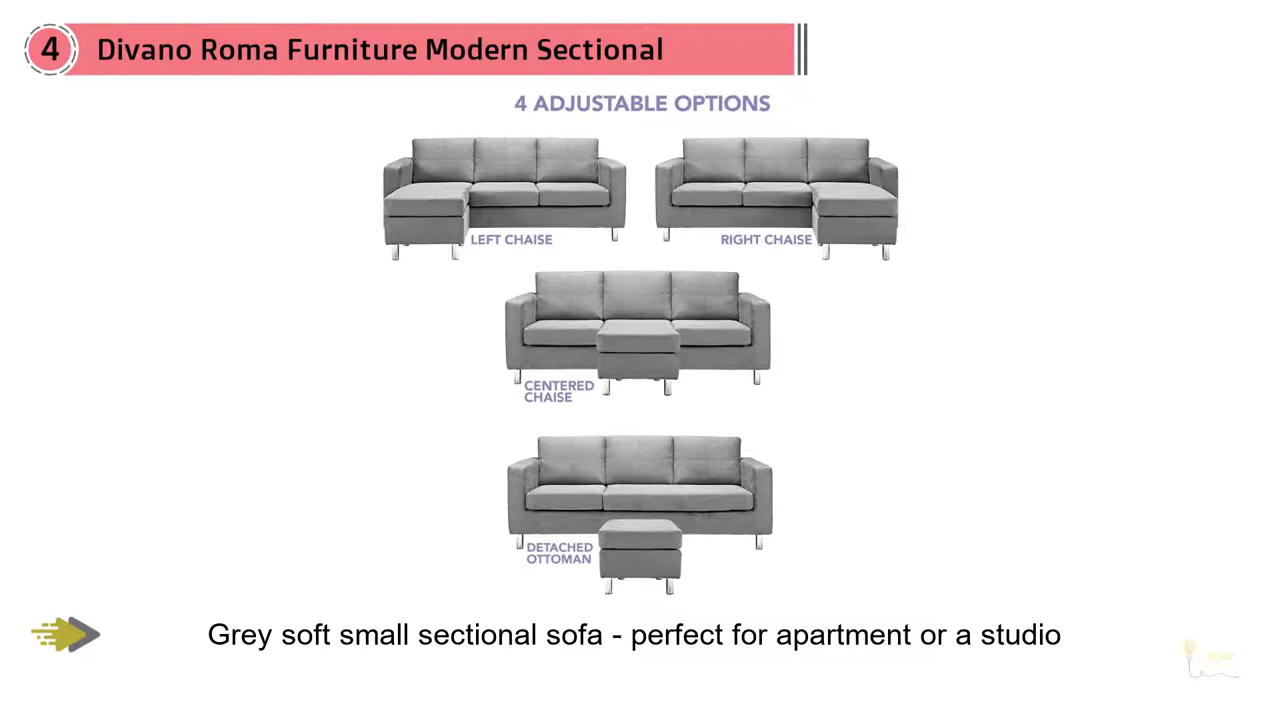 4
Divano Roma Furniture Modern Sectional
4 ADJUSTABLE OPTIONS
LEFT CHAISE
RIGHT CHAISE
CENTERED
CHAISE
DETACHED
OTTOMAN
Grey soft small sectional sofa - perfect for apartment or a studio